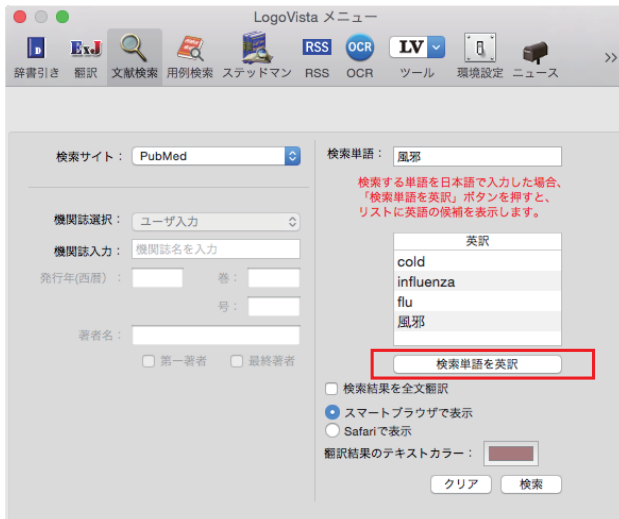 LogoVista メニュー
D
ExJ
RSS
OCR
LV
辞書引き 翻訳 文献検索 用例検索 ステッドマン RSS OCR ツール 環境設定 ニュース
検索サイト： PubMed
検索単語： 風邪
検索する単語を日本語で入力した場合、
「検索単語を英訳」ボタンを押すと、
リストに英語の候補を表示します。
機関誌選択： ユーザ入力
機関誌入力： 機関誌名を入力
発行年(西暦)： 巻：
号：
著者名：
第一著者 最終著者
英訳
cold
influenza
flu
風邪
検索単語を英訳
検索結果を全文翻訳
スマートブラウザで表示
Safariで表示
翻訳結果のテキストカラー：
クリア 検索